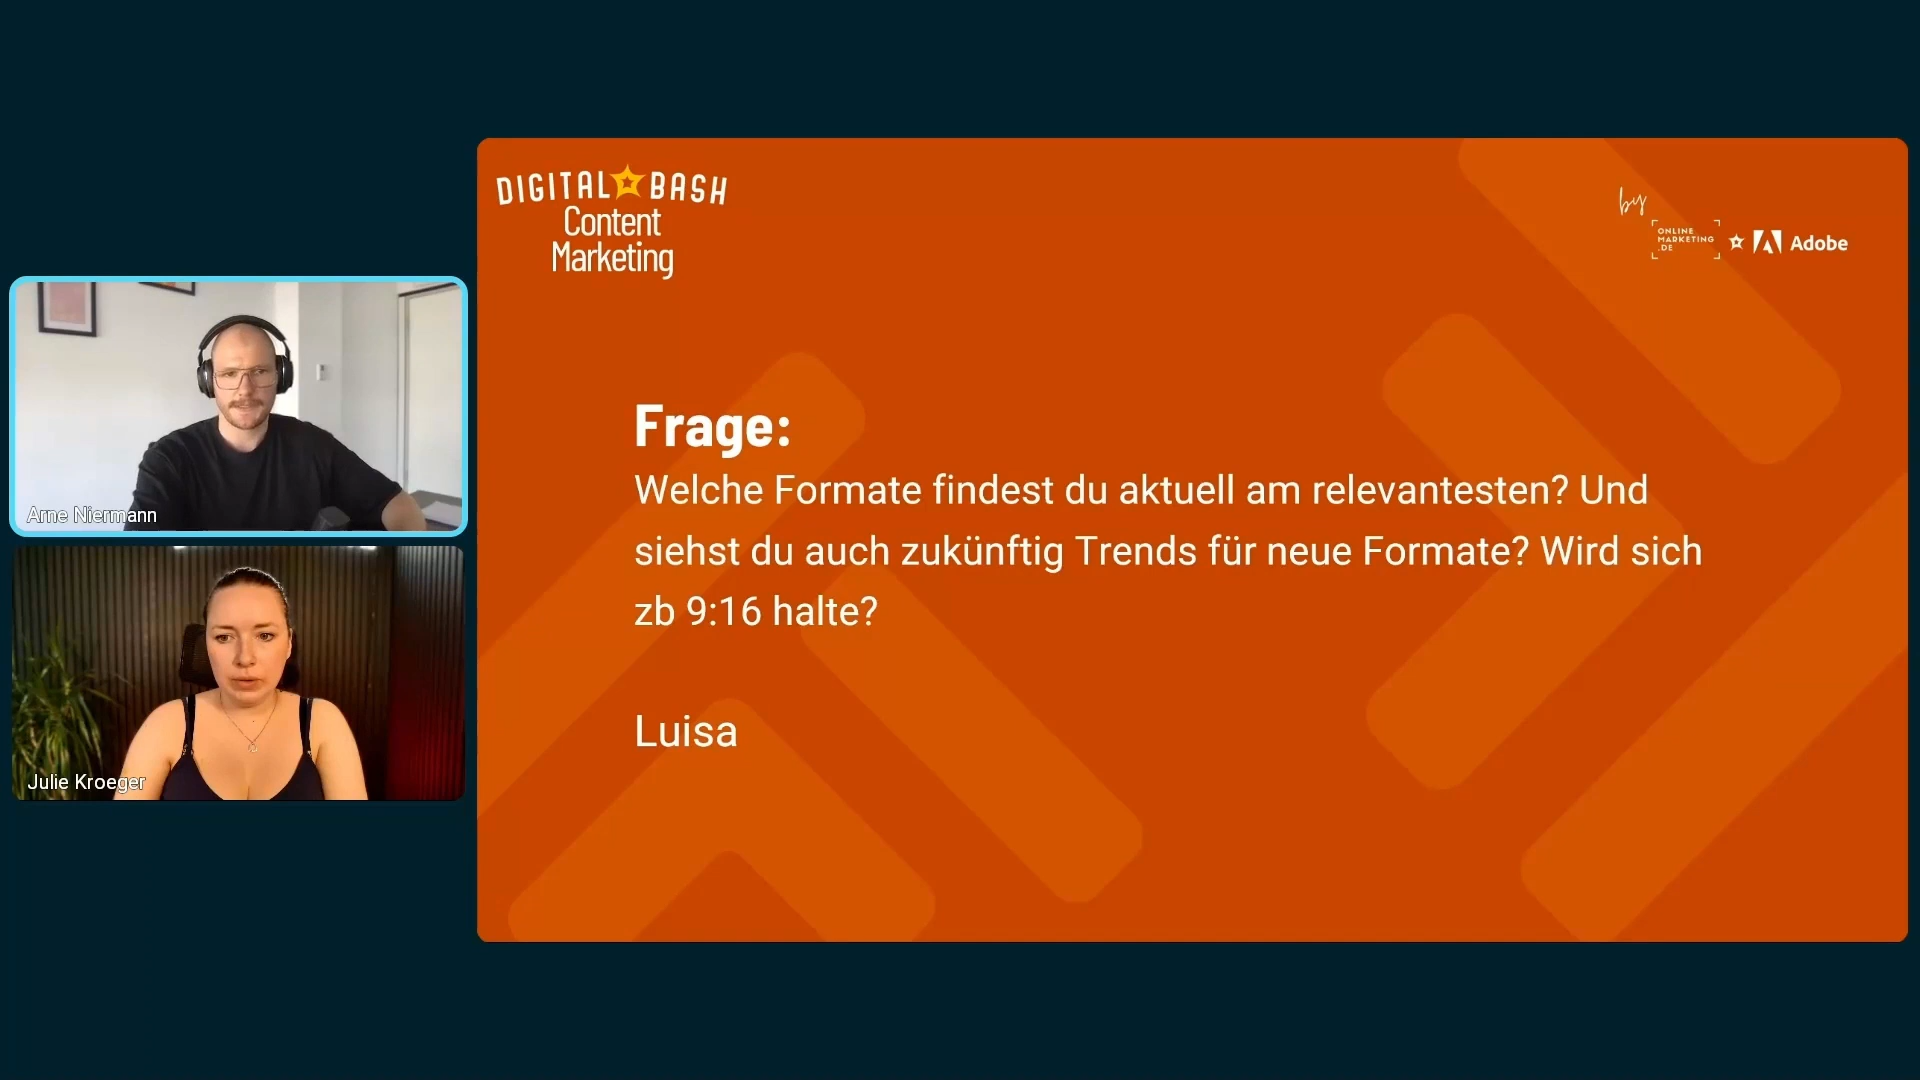 DIGITAL BASH
Content
Marketing
by
ONLINE
MARKETING
.DE
Adobe
Frage:
Welche Formate findest du aktuell am relevantesten? Und
siehst du auch zukünftig Trends für neue Formate? Wird sich
zb 9:16 halte?
Luisa
Arne Niermann
Julie Kroeger